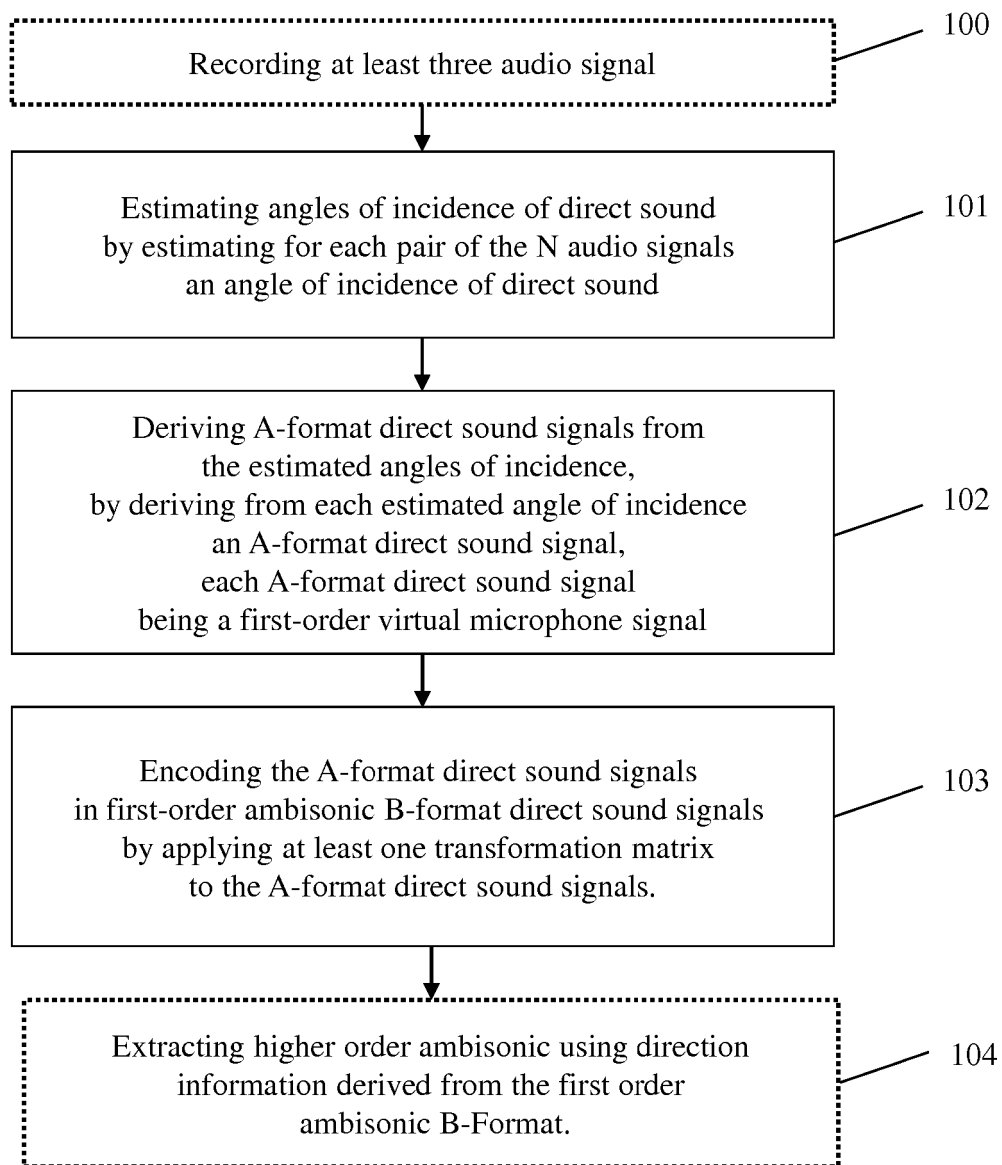 100
Recording at least three audio signal
101
Estimating angles of incidence of direct sound
by estimating for each pair of the N audio signals
an angle of incidence of direct sound
102
Deriving A-format direct sound signals from
the estimated angles of incidence,
by deriving from each estimated angle of incidence
an A-format direct sound signal,
each A-format direct sound signal
being a first-order virtual microphone signal
103
Encoding the A-format direct sound signals
in first-order ambisonic B-format direct sound signals
by applying at least one transformation matrix
to the A-format direct sound signals.
104
Extracting higher order ambisonic using direction
information derived from the first order
ambisonic B-Format.